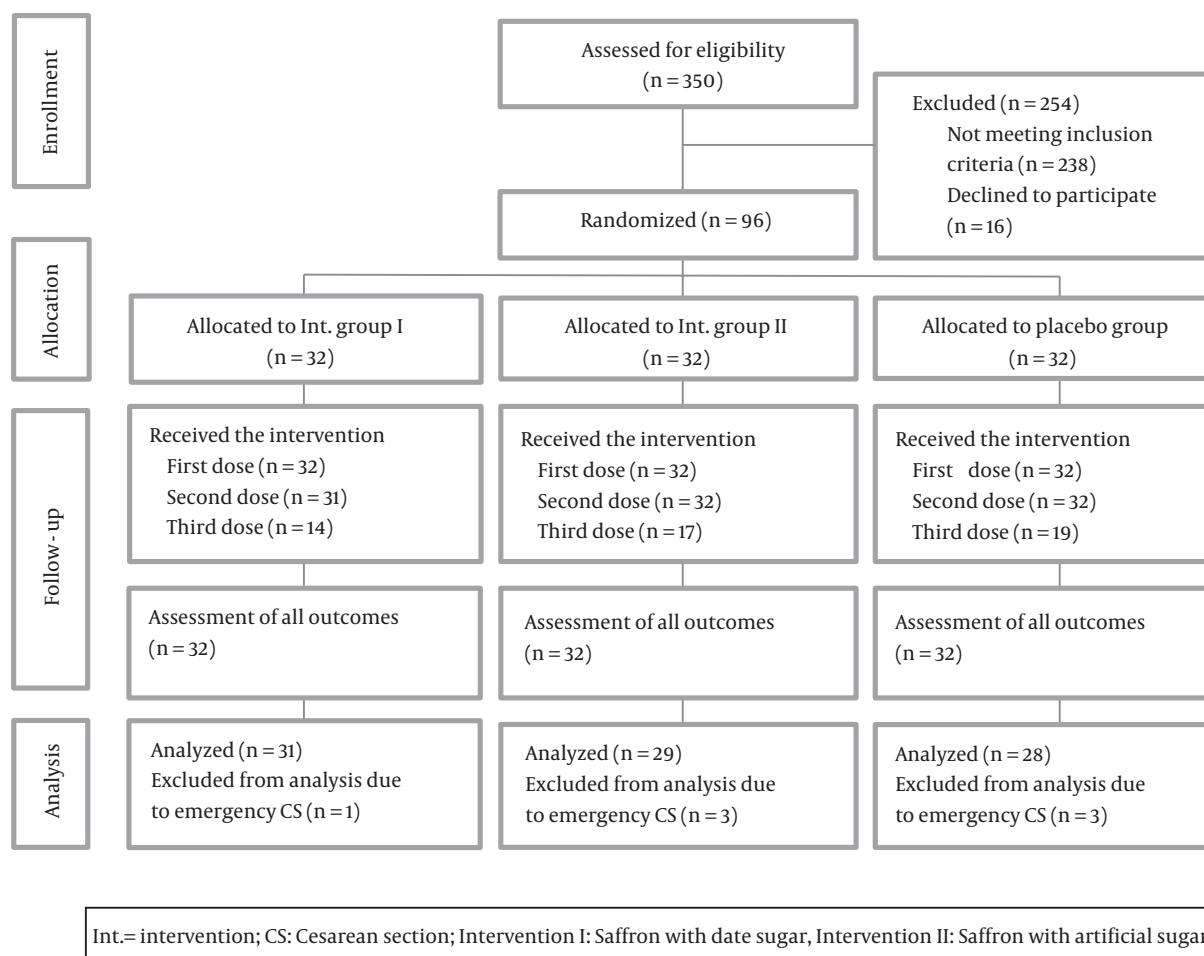 Enrollment
Assessed for eligibility
(n = 350)
Excluded (n = 254)
Not meeting inclusion
criteria (n = 238)
Declined to participate
(n = 16)
Randomized (n = 96)
Allocation
Allocated to Int. group I
(n = 32)
Allocated to Int. group II
(n = 32)
Allocated to placebo group
(n = 32)
Follow - up
Received the intervention
First dose (n = 32)
Second dose (n = 31)
Third dose (n = 14)
Received the intervention
First dose (n = 32)
Second dose (n = 32)
Third dose (n = 17)
Received the intervention
First dose (n = 32)
Second dose (n = 32)
Third dose (n = 19)
Assessment of all outcomes
(n = 32)
Assessment of all outcomes
(n = 32)
Assessment of all outcomes
(n = 32)
Analysis
Analyzed (n = 31)
Excluded from analysis due
to emergency CS (n = 1)
Analyzed (n = 29)
Excluded from analysis due
to emergency CS (n = 3)
Analyzed (n = 28)
Excluded from analysis due
to emergency CS (n = 3)
Int.= intervention; CS: Cesarean section; Intervention I: Saffron with date sugar, Intervention II: Saffron with artificial sugar